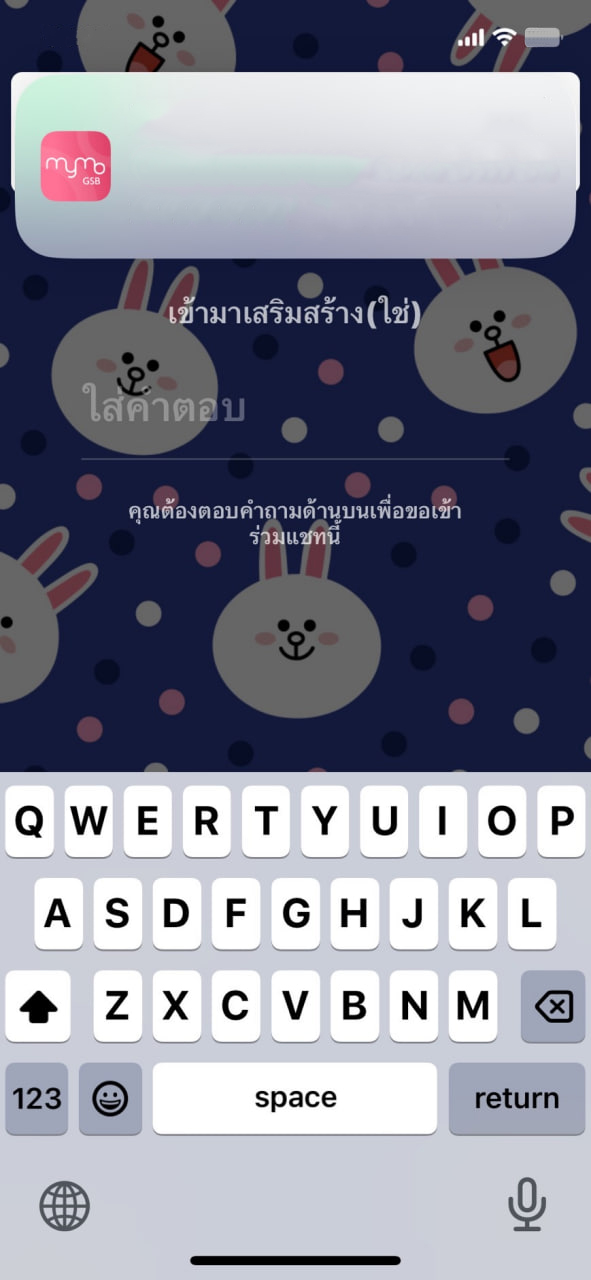 mymo
GSB
เข้ามาเสริมสร้าง(ใช่)
ใส่คำตอบ
คุณต้องตอบคำถามด้านบนเพื่อขอเข้า
ร่วมแชทนี้
Q W E R T Y U I O P
A S D F G H J K L
Z X C V B N M
123 space return